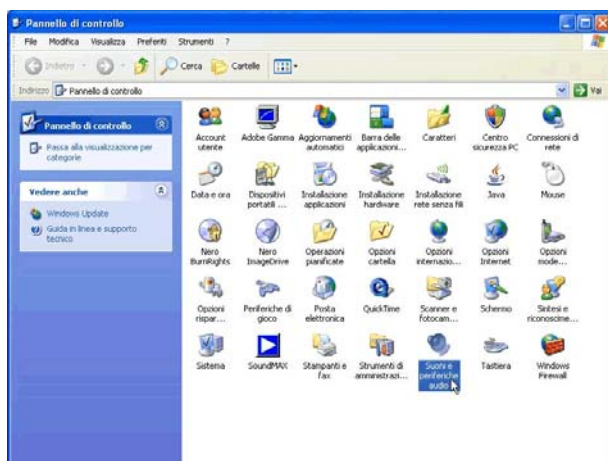 Pannello di controllo
File Modifica Visualizza Preferiti Strumenti ?
Indietro Cerca Cartelle
Indirizzo Pannello di controllo Vai
Pannello di controllo
Passa alla visualizzazione per
categorie
Vedere anche
Windows Update
Guida in linea e supporto
tecnico
Account
utente
Adobe Gamma
Aggiornamenti
automatici
Barra delle
applicazioni...
Caratteri
Centro
sicurezza PC
Connessioni di
rete
Data e ora
Dispositivi
portatili ...
Installazione
applicazioni
Installazione
hardware
Installazione
rete senza fili
Java
Mouse
Nero
BurnRights
Nero
ImageDrive
Operazioni
pianificate
Opzioni
cartella
Opzioni
internazio...
Opzioni
Internet
Opzioni
mode...
Opzioni
rispar...
Periferiche di
gioco
Posta
elettronica
QuickTime
Scanner e
fotocam...
Schermo
Sintesi e
riconoscime...
Sistema
SoundMAX
Stampanti e
fax
Strumenti di
amministrazi...
Suoni e
periferiche
audio
Tastiera
Windows
Firewall